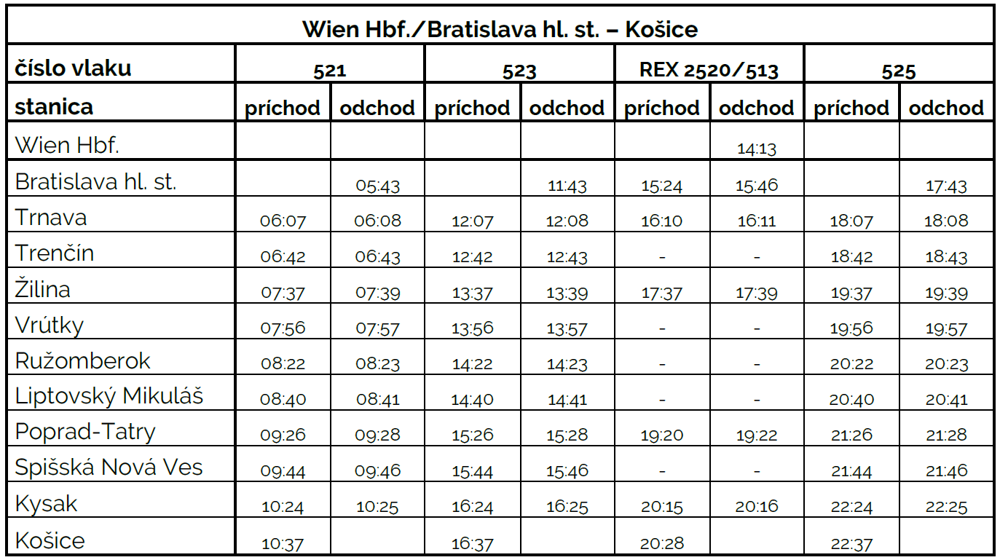 Wien Hbf./Bratislava hl. st. – Košice
číslo vlaku 521 523 REX 2520/513 525
stanica príchod odchod príchod odchod príchod odchod príchod odchod
Wien Hbf. 14:13
Bratislava hl. st. 05:43 11:43 15:24 15:46 17:43
Trnava 06:07 06:08 12:07 12:08 16:10 16:11 18:07 18:08
Trenčín 06:42 06:43 12:42 12:43 - - 18:42 18:43
Žilina 07:37 07:39 13:37 13:39 17:37 17:39 19:37 19:39
Vrútky 07:56 07:57 13:56 13:57 - - 19:56 19:57
Ružomberok 08:22 08:23 14:22 14:23 - - 20:22 20:23
Liptovský Mikuláš 08:40 08:41 14:40 14:41 - - 20:40 20:41
Poprad-Tatry 09:26 09:28 15:26 15:28 19:20 19:22 21:26 21:28
Spišská Nová Ves 09:44 09:46 15:44 15:46 - - 21:44 21:46
Kysak 10:24 10:25 16:24 16:25 20:15 20:16 22:24 22:25
Košice 10:37 16:37 20:28 22:37